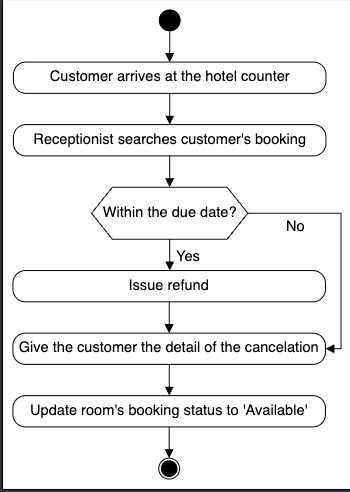 Customer arrives at the hotel counter
Receptionist searches customer's booking
Within the due date?
No
Yes
Issue refund
Give the customer the detail of the cancelation
Update room's booking status to 'Available'